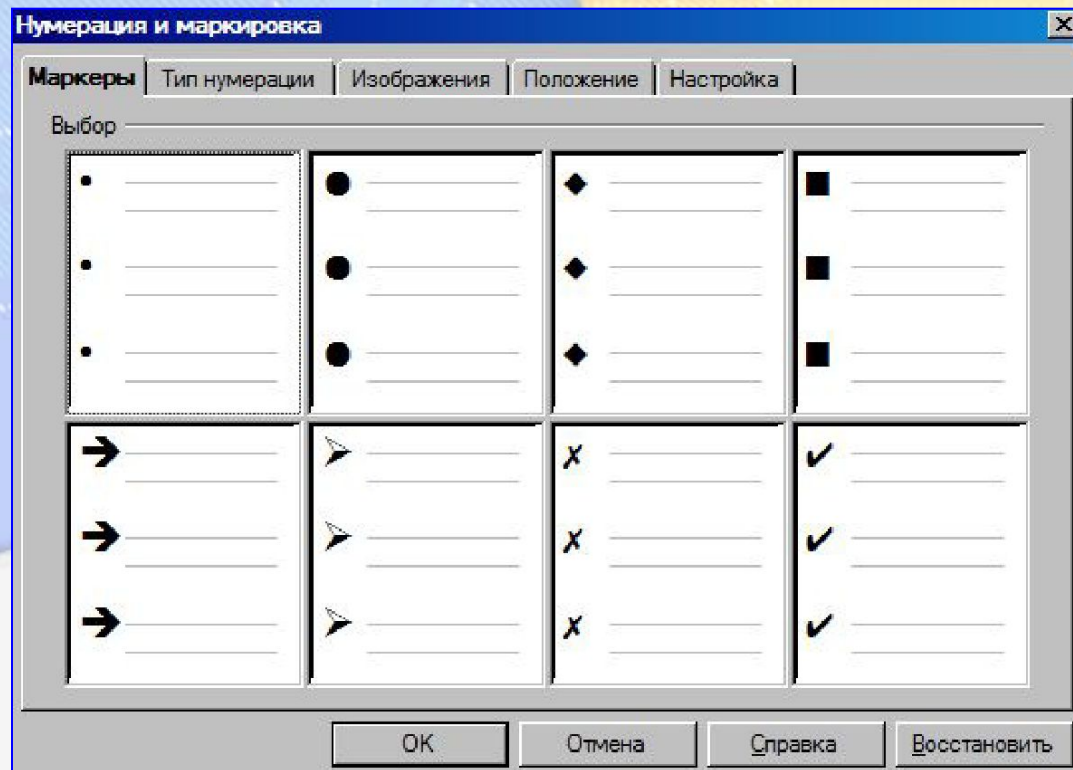 Нумерация и маркировка
Маркеры Тип нумерации Изображения Положение Настройка
Выбор
OK Отмена Справка Восстановить